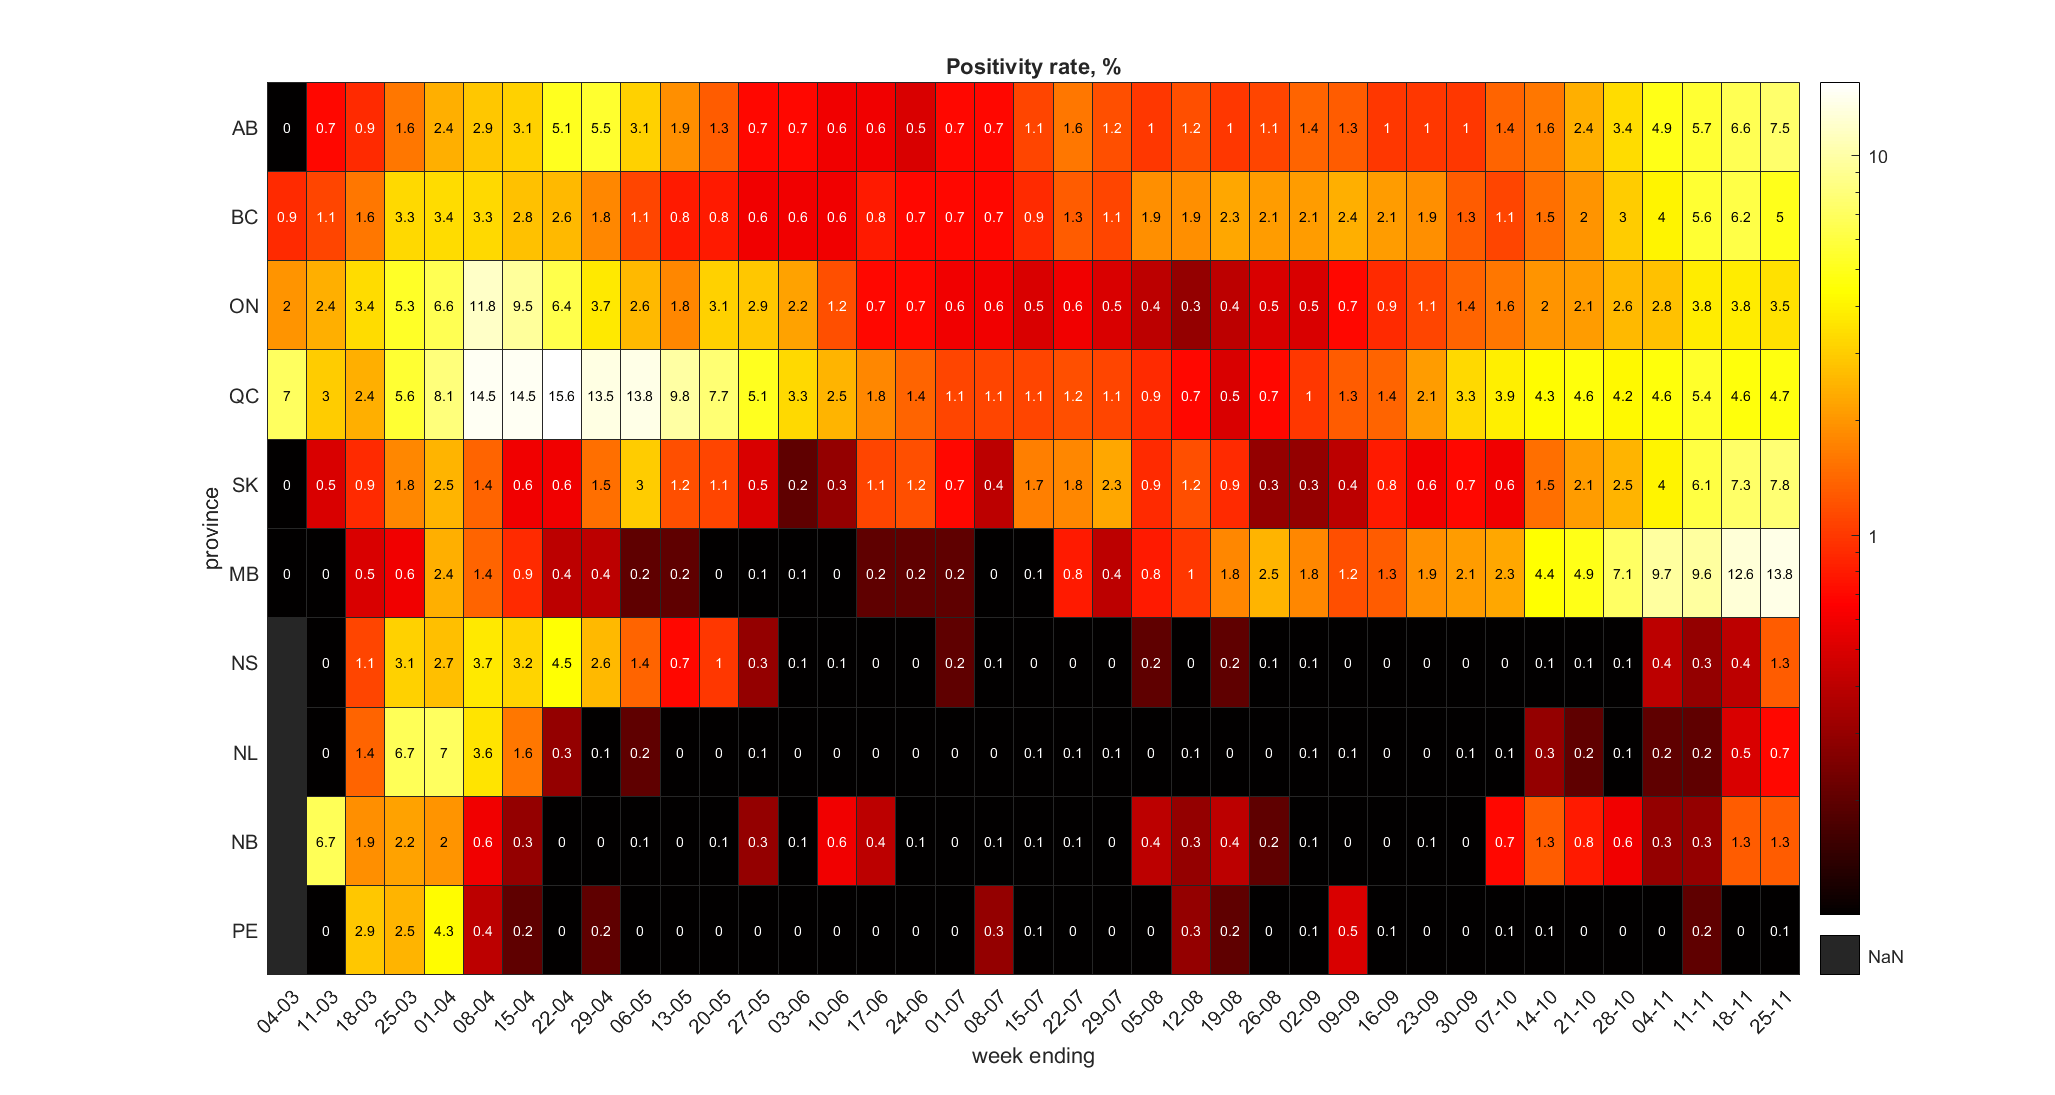 Positivity rate, %
AB 0 0.7 0.9 1.6 2.4 2.9 3.1 5.1 5.5 3.1 1.9 1.3 0.7 0.7 0.6 0.6 0.5 0.7 0.7 1.1 1.6 1.2 1 1.2 1 1.1 1.4 1.3 1 1 1 1.4 1.6 2.4 3.4 4.9 5.7 6.6 7.5
10
BC 0.9 1.1 1.6 3.3 3.4 3.3 2.8 2.6 1.8 1.1 0.8 0.8 0.6 0.6 0.6 0.8 0.7 0.7 0.7 0.9 1.3 1.1 1.9 1.9 2.3 2.1 2.1 2.4 2.1 1.9 1.3 1.1 1.5 2 3 4 5.6 6.2 5
ON 2 2.4 3.4 5.3 6.6 11.8 9.5 6.4 3.7 2.6 1.8 3.1 2.9 2.2 1.2 0.7 0.7 0.6 0.6 0.5 0.6 0.5 0.4 0.3 0.4 0.5 0.5 0.7 0.9 1.1 1.4 1.6 2 2.1 2.6 2.8 3.8 3.8 3.5
QC 7 3 2.4 5.6 8.1 14.5 14.5 15.6 13.5 13.8 9.8 7.7 5.1 3.3 2.5 1.8 1.4 1.1 1.1 1.1 1.2 1.1 0.9 0.7 0.5 0.7 1 1.3 1.4 2.1 3.3 3.9 4.3 4.6 4.2 4.6 5.4 4.6 4.7
SK 0 0.5 0.9 1.8 2.5 1.4 0.6 0.6 1.5 3 1.2 1.1 0.5 0.2 0.3 1.1 1.2 0.7 0.4 1.7 1.8 2.3 0.9 1.2 0.9 0.3 0.3 0.4 0.8 0.6 0.7 0.6 1.5 2.1 2.5 4 6.1 7.3 7.8
province
1
MB 0 0 0.5 0.6 2.4 1.4 0.9 0.4 0.4 0.2 0.2 0 0.1 0.1 0 0.2 0.2 0.2 0 0.1 0.8 0.4 0.8 1 1.8 2.5 1.8 1.2 1.3 1.9 2.1 2.3 4.4 4.9 7.1 9.7 9.6 12.6 13.8
NS 0 1.1 3.1 2.7 3.7 3.2 4.5 2.6 1.4 0.7 1 0.3 0.1 0.1 0 0 0.2 0.1 0 0 0 0.2 0 0.2 0.1 0.1 0 0 0 0 0 0.1 0.1 0.1 0.4 0.3 0.4 1.3
NL 0 1.4 6.7 7 3.6 1.6 0.3 0.1 0.2 0 0 0.1 0 0 0 0 0 0 0.1 0.1 0.1 0 0.1 0 0 0.1 0.1 0 0 0.1 0.1 0.3 0.2 0.1 0.2 0.2 0.5 0.7
NB 6.7 1.9 2.2 2 0.6 0.3 0 0 0.1 0 0.1 0.3 0.1 0.6 0.4 0.1 0 0.1 0.1 0.1 0 0.4 0.3 0.4 0.2 0.1 0 0 0.1 0 0.7 1.3 0.8 0.6 0.3 0.3 1.3 1.3
PE 0 2.9 2.5 4.3 0.4 0.2 0 0.2 0 0 0 0 0 0 0 0 0 0.3 0.1 0 0 0 0.3 0.2 0 0.1 0.5 0.1 0 0 0.1 0.1 0 0 0 0.2 0 0.1
NaN
04-03 11-03 18-03 25-03 01-04 08-04 15-04 22-04 29-04 06-05 13-05 20-05 27-05 03-06 10-06 17-06 24-06 01-07 08-07 15-07 22-07 29-07 05-08 12-08 19-08 26-08 02-09 09-09 16-09 23-09 30-09 07-10 14-10 21-10 28-10 04-11 11-11 18-11 25-11
week ending